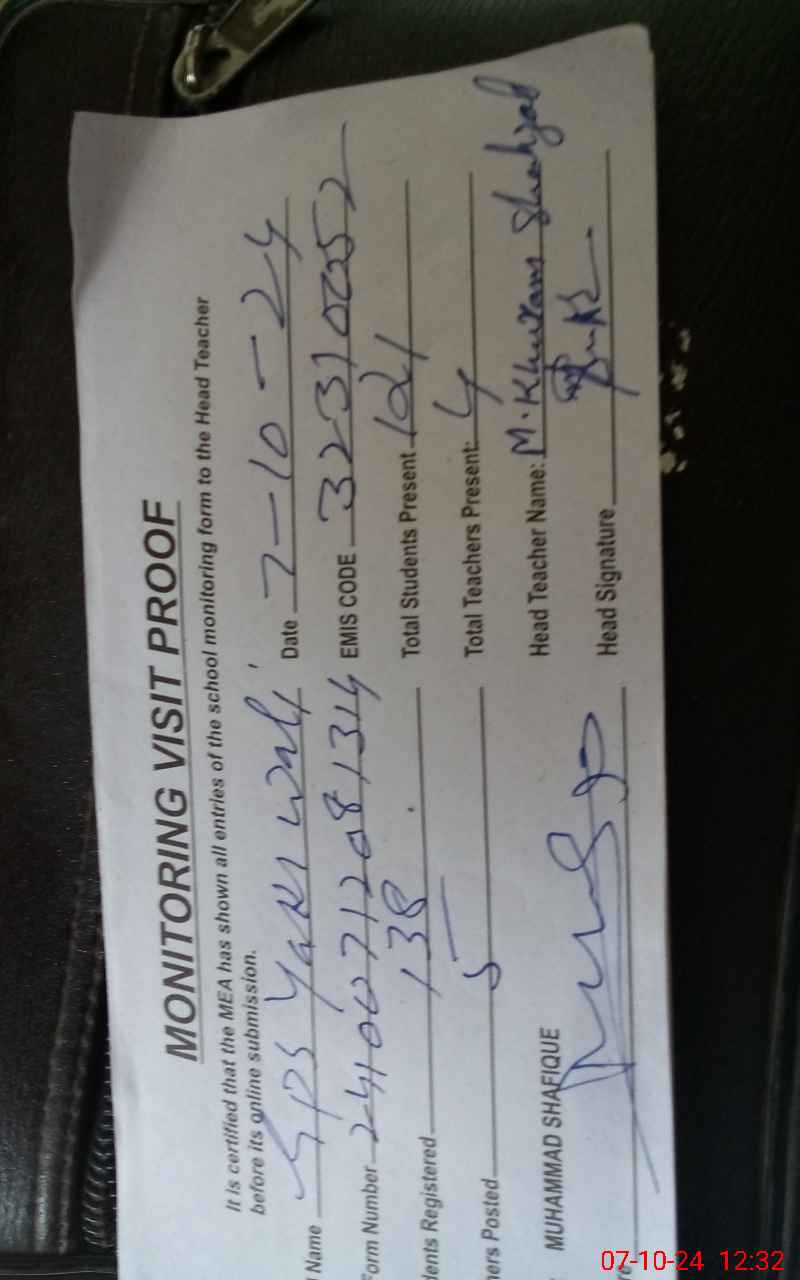 MONITORING VISIT PROOF
It is certified that the MEA has shown all entries of the school monitoring form to the Head Teacher
before its online submission.
Name GPS Yaki Wali Date 7-10-24
Form Number 24100712081314 EMIS CODE 32310052
dents Registered 138 Total Students Present 121
ers Posted 5 Total Teachers Present: 4
MUHAMMAD SHAFIQUE Head Teacher Name: M. Khuram Shahzad
Head Signature
07-10-24 12:32